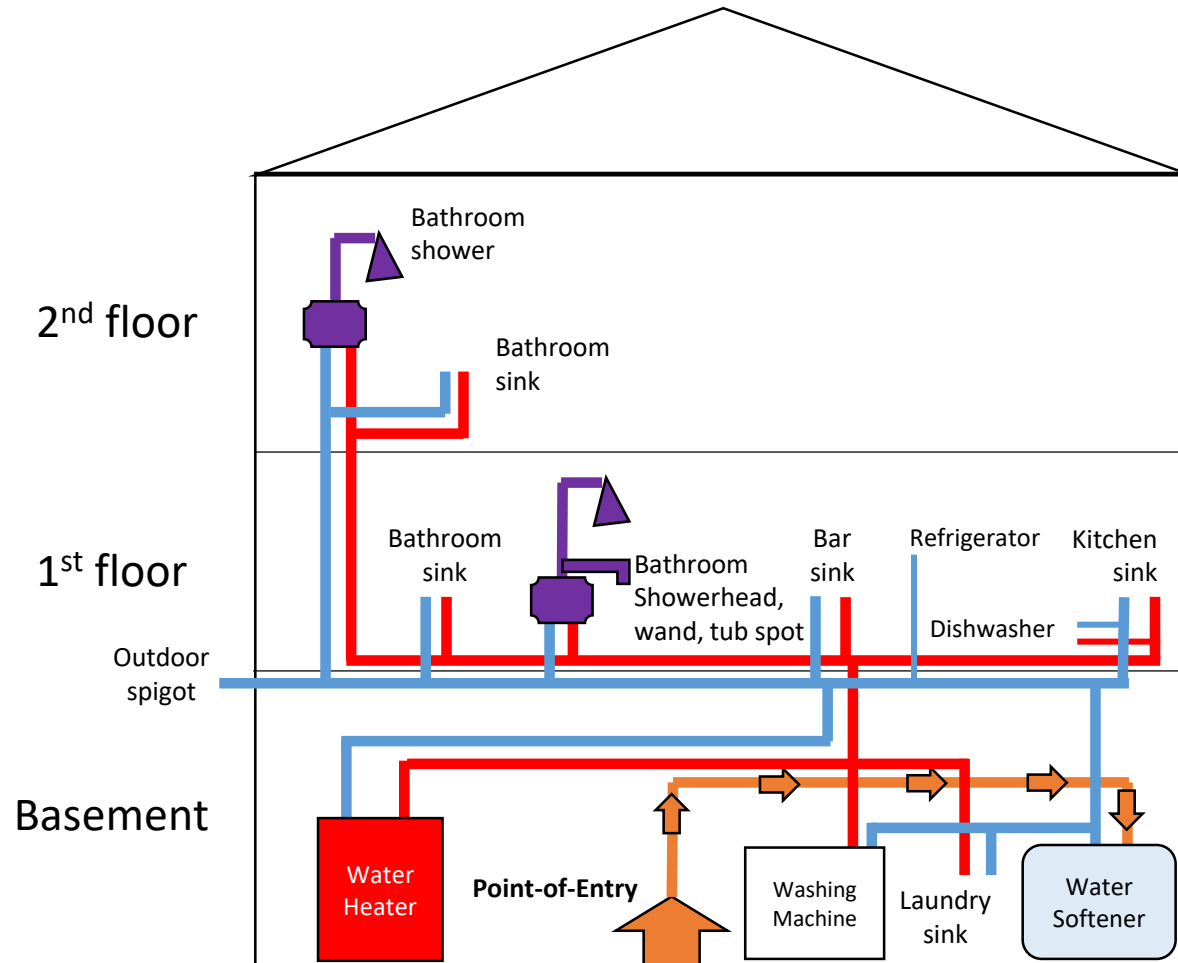 Bathroom
shower
2nd floor
Bathroom
sink
1st floor
Bathroom
sink
Bathroom
Showerhead,
wand, tub spot
Bar
sink
Refrigerator
Kitchen
sink
Dishwasher
Outdoor
spigot
Basement
Water
Heater
Point-of-Entry
Washing
Machine
Laundry
sink
Water
Softener